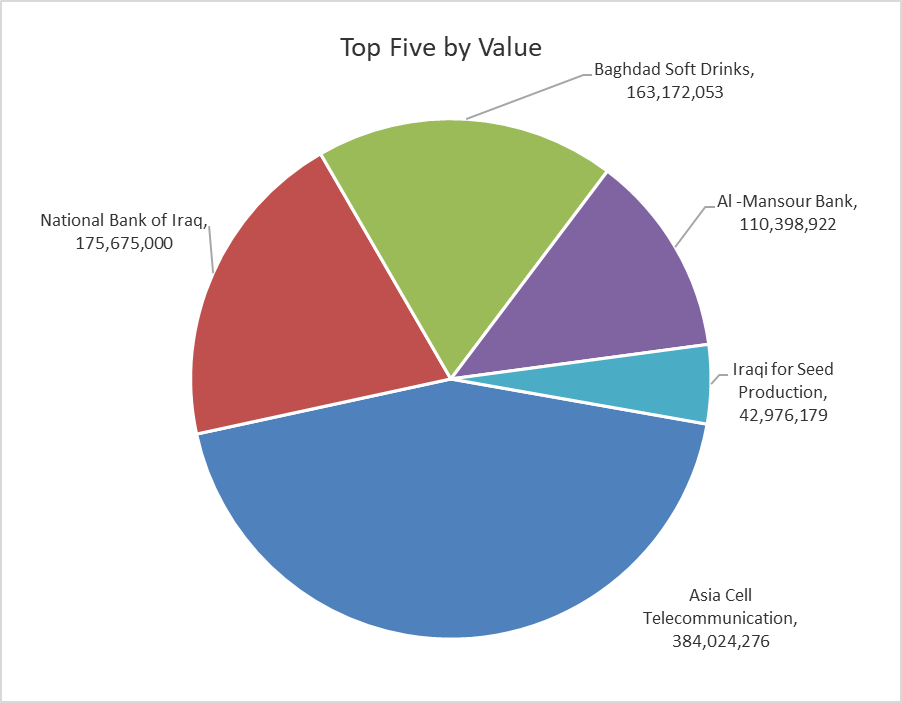 Top Five by Value
Baghdad Soft Drinks,
163,172,053
Al -Mansour Bank,
110,398,922
National Bank of Iraq,
175,675,000
Iraqi for Seed
Production,
42,976,179
Asia Cell
Telecommunication,
384,024,276